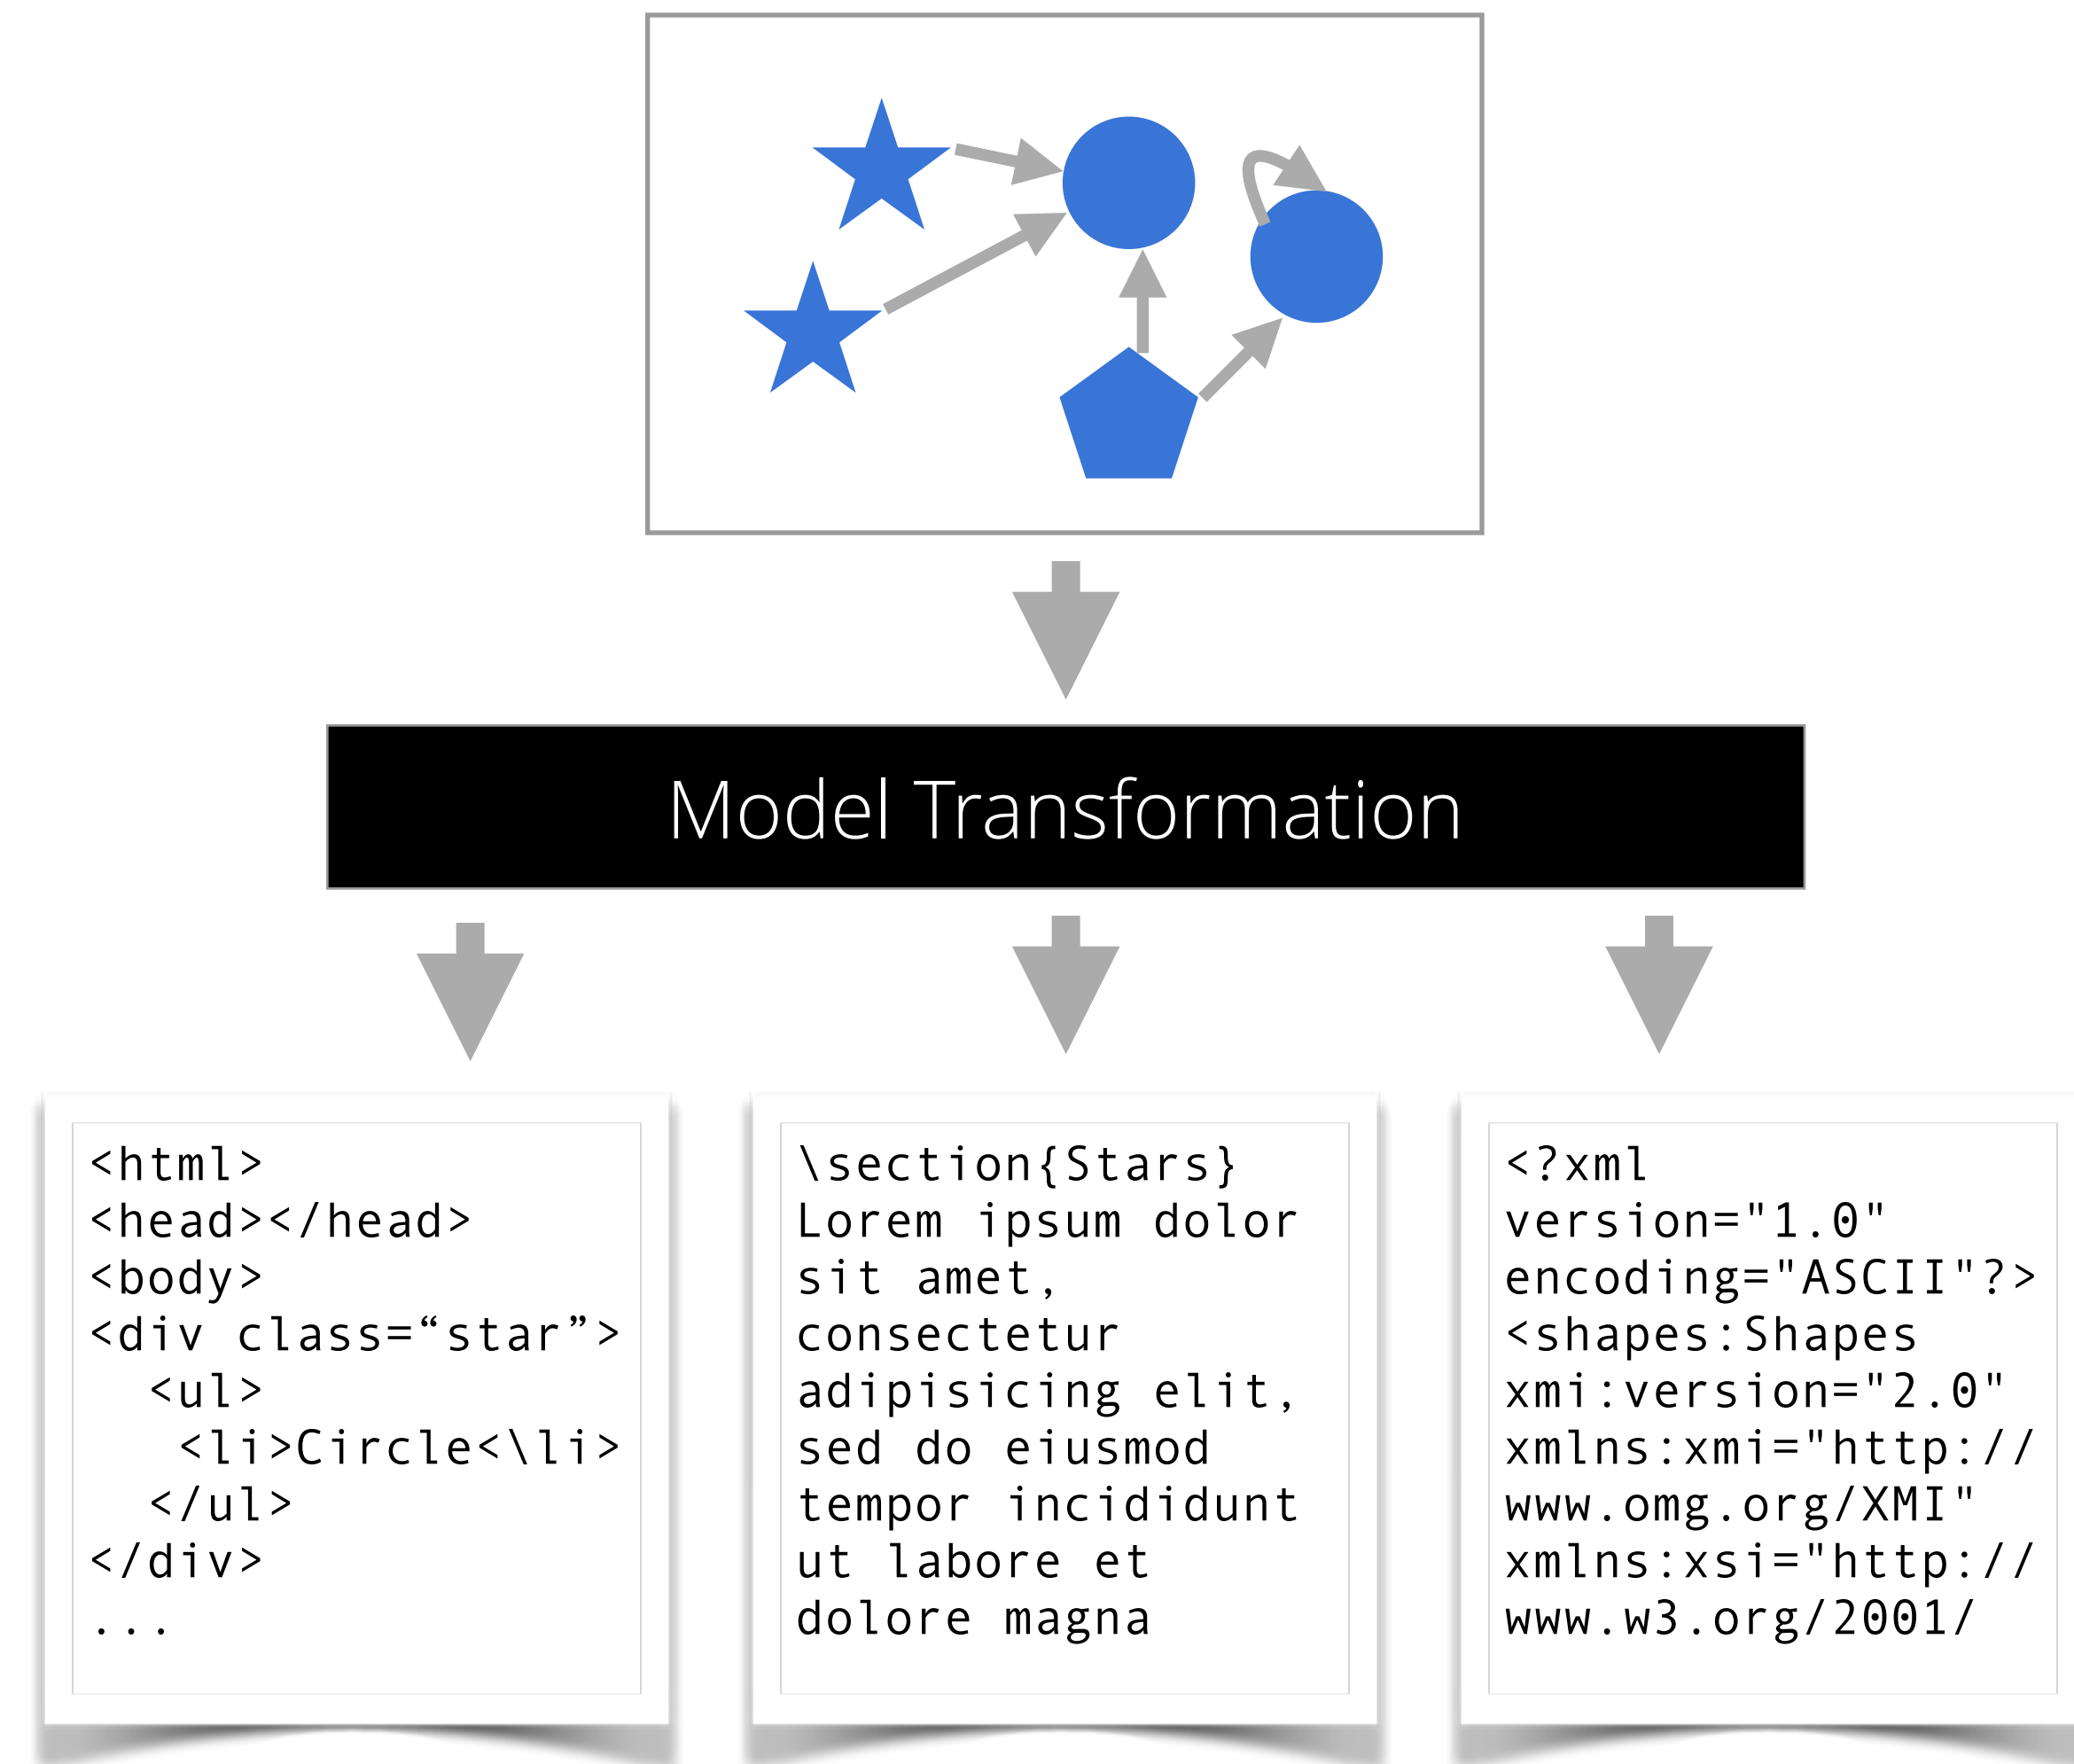 Model Transformation
<html>
<head></head>
<body>
<div class=“star”>
  <ul>
   <li>Circle<\li>
  </ul>
</div>
...
\section{Stars}
Lorem ipsum dolor
sit amet,
consectetur
adipisicing elit,
sed do eiusmod
tempor incididunt
ut labore et
dolore magna
<?xml
version="1.0"
encoding="ASCII"?>
<shapes:Shapes
xmi:version="2.0"
xmlns:xmi="http://
www.omg.org/XMI"
xmlns:xsi="http://
www.w3.org/2001/